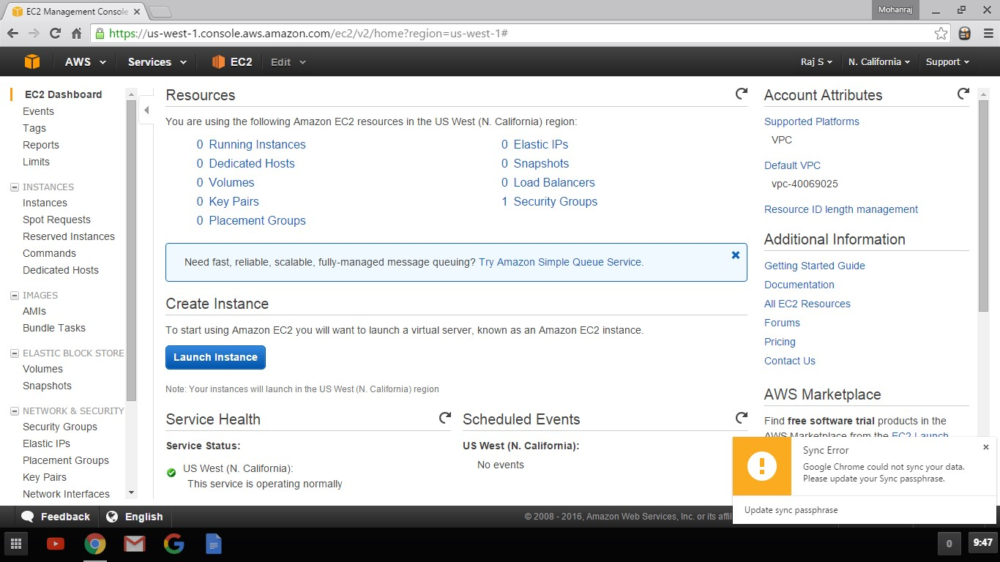 EC2 Management Console
Mohanraj
https://us-west-1.console.aws.amazon.com/ec2/v2/home?region=us-west-1#
AWS Services EC2 Edit Raj S N. California Support
EC2 Dashboard
Events
Tags
Reports
Limits
INSTANCES
Instances
Spot Requests
Reserved Instances
Commands
Dedicated Hosts
IMAGES
AMIs
Bundle Tasks
ELASTIC BLOCK STORE
Volumes
Snapshots
NETWORK & SECURITY
Security Groups
Elastic IPs
Placement Groups
Key Pairs
Network Interfaces
Resources
You are using the following Amazon EC2 resources in the US West (N. California) region:
0 Running Instances
0 Dedicated Hosts
0 Volumes
0 Key Pairs
0 Placement Groups
0 Elastic IPs
0 Snapshots
0 Load Balancers
1 Security Groups
Need fast, reliable, scalable, fully-managed message queuing? Try Amazon Simple Queue Service.
Create Instance
To start using Amazon EC2 you will want to launch a virtual server, known as an Amazon EC2 instance.
Launch Instance
Note: Your instances will launch in the US West (N. California) region
Service Health
Service Status:
US West (N. California):
This service is operating normally
Scheduled Events
US West (N. California):
No events
Account Attributes
Supported Platforms
VPC
Default VPC
vpc-40069025
Resource ID length management
Additional Information
Getting Started Guide
Documentation
All EC2 Resources
Forums
Pricing
Contact Us
AWS Marketplace
Find free software trial products in the
AWS Marketplace from the EC2 Launch
Sync Error
Google Chrome could not sync your data.
Please update your Sync passphrase.
Update sync passphrase
Feedback English
© 2008 - 2016, Amazon Web Services, Inc. or its
0 9:47